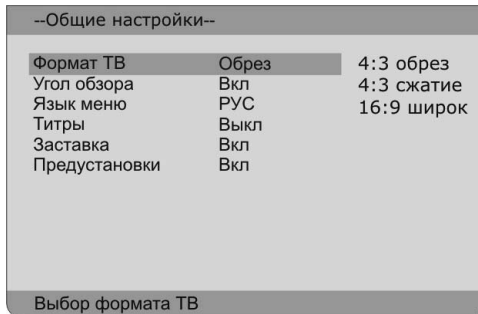 --Общие настройки--
Формат ТВ Обрез 4:3 обрез
Угол обзора Вкл 4:3 сжатие
Язык меню РУС 16:9 широк
Титры Выкл
Заставка Вкл
Предустановки Вкл
Выбор формата ТВ